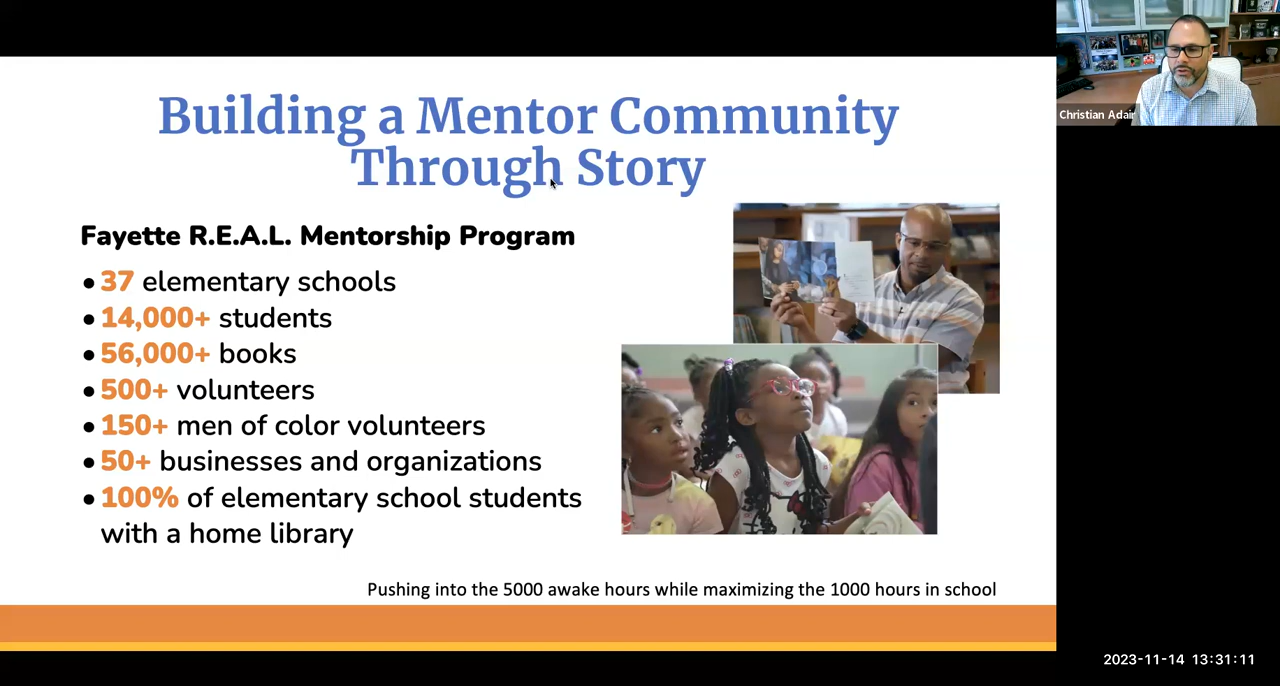 Building a Mentor Community
Through Story
Fayette R.E.A.L. Mentorship Program
• 37 elementary schools
• 14,000+ students
• 56,000+ books
• 500+ volunteers
• 150+ men of color volunteers
• 50+ businesses and organizations
• 100% of elementary school students
with a home library
Pushing into the 5000 awake hours while maximizing the 1000 hours in school
Christian Adair
2023-11-14 13:31:11